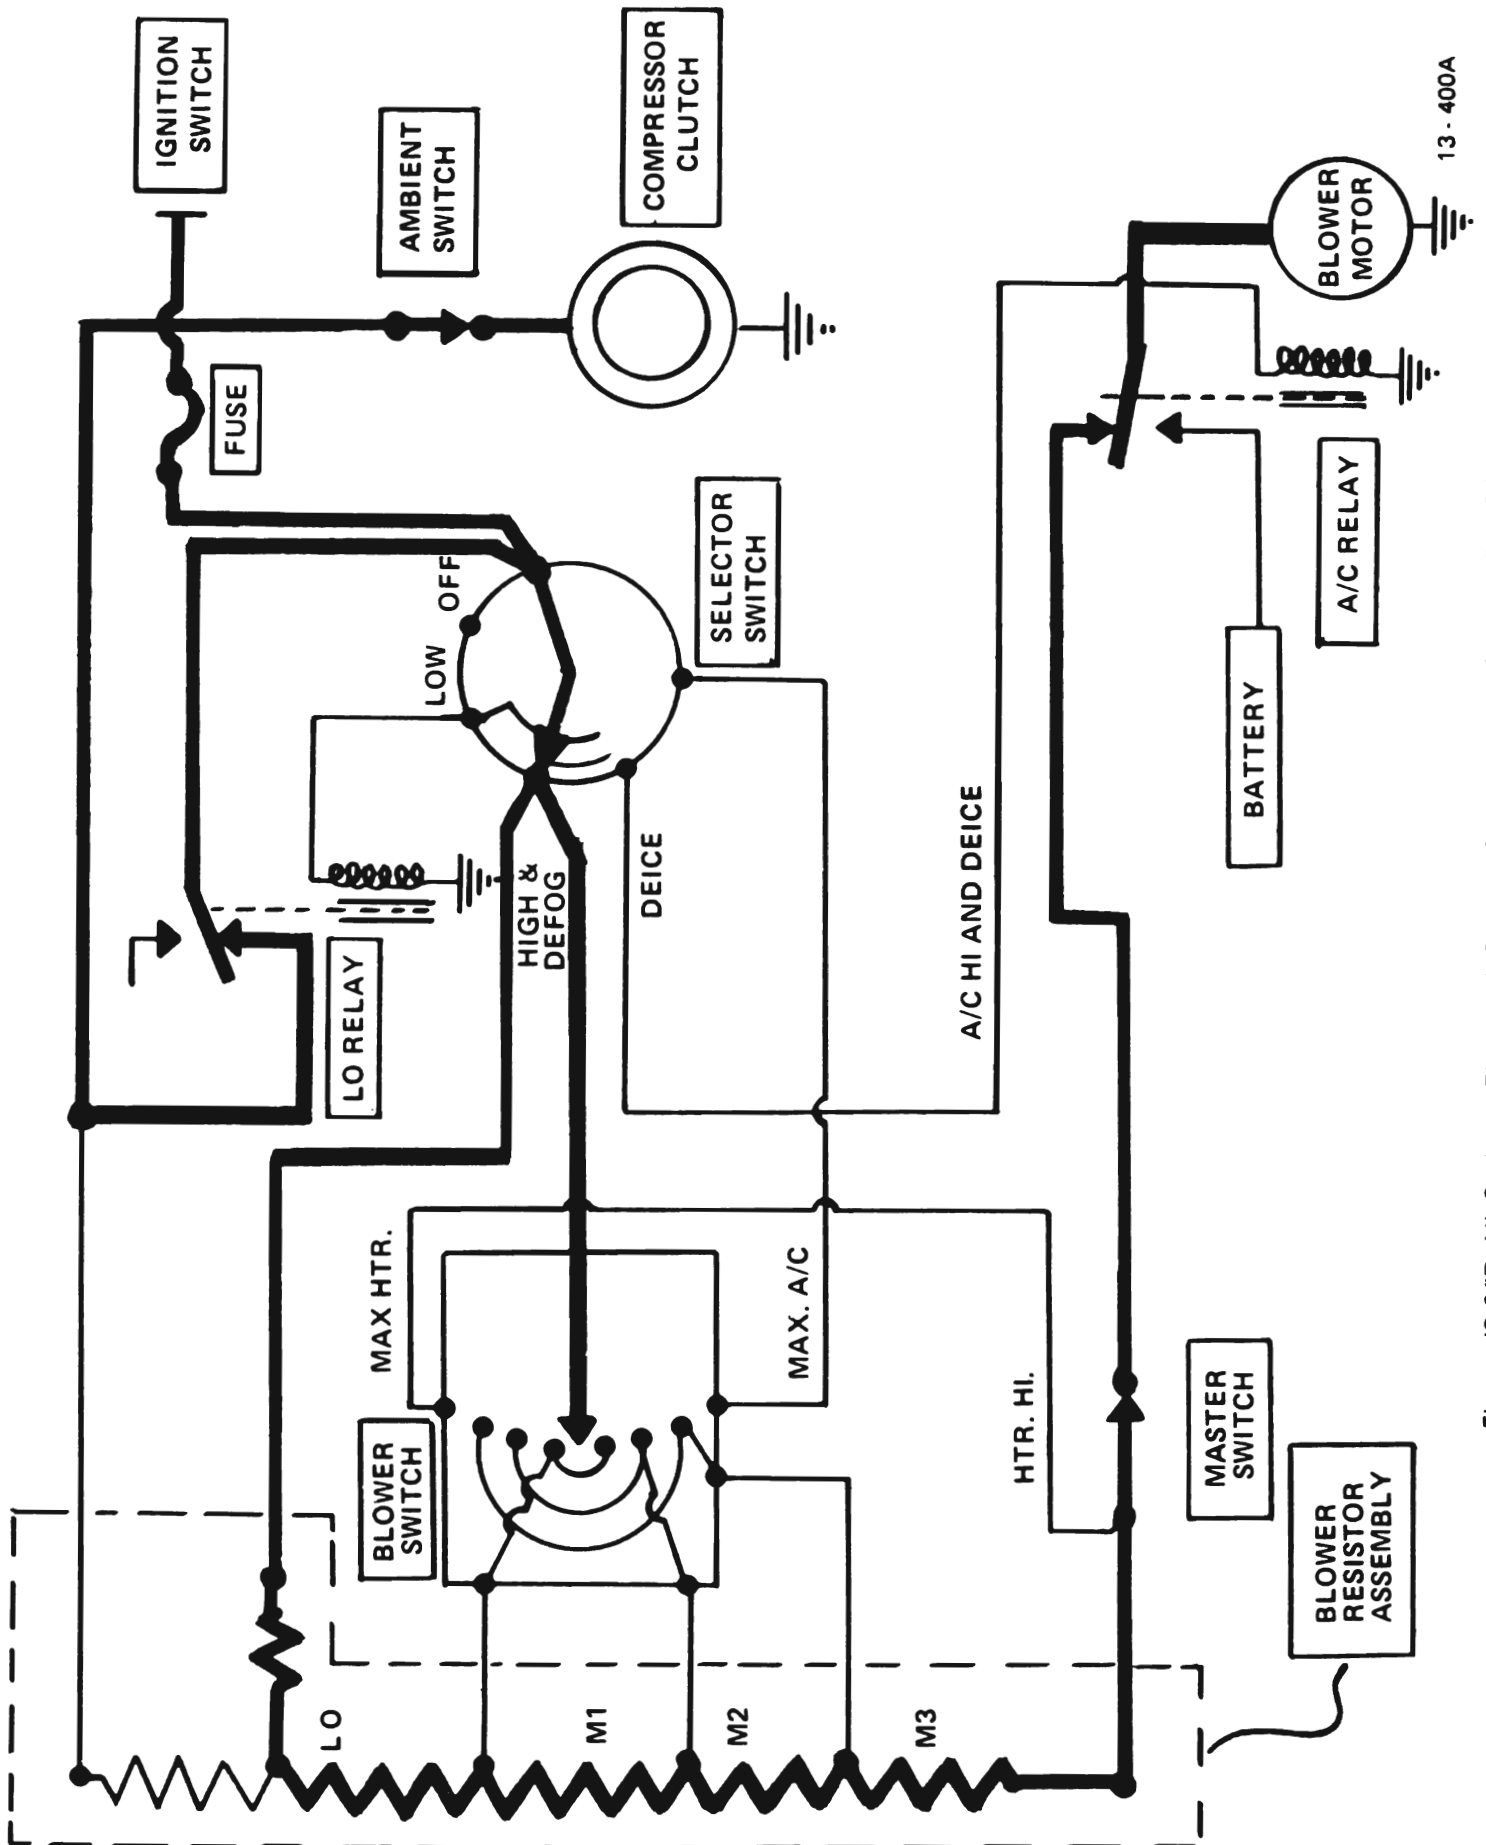 IGNITION
SWITCH
AMBIENT
SWITCH
COMPRESSOR
CLUTCH
FUSE
OFF
LOW
SELECTOR
SWITCH
LO RELAY
HIGH &
DEFOG
DEICE
A/C HI AND DEICE
BLOWER
MOTOR
A/C RELAY
BATTERY
MAX HTR.
MAX. A/C
BLOWER
SWITCH
HTR. HI.
MASTER
SWITCH
BLOWER
RESISTOR
ASSEMBLY
LO
M1
M2
M3
13 - 400A